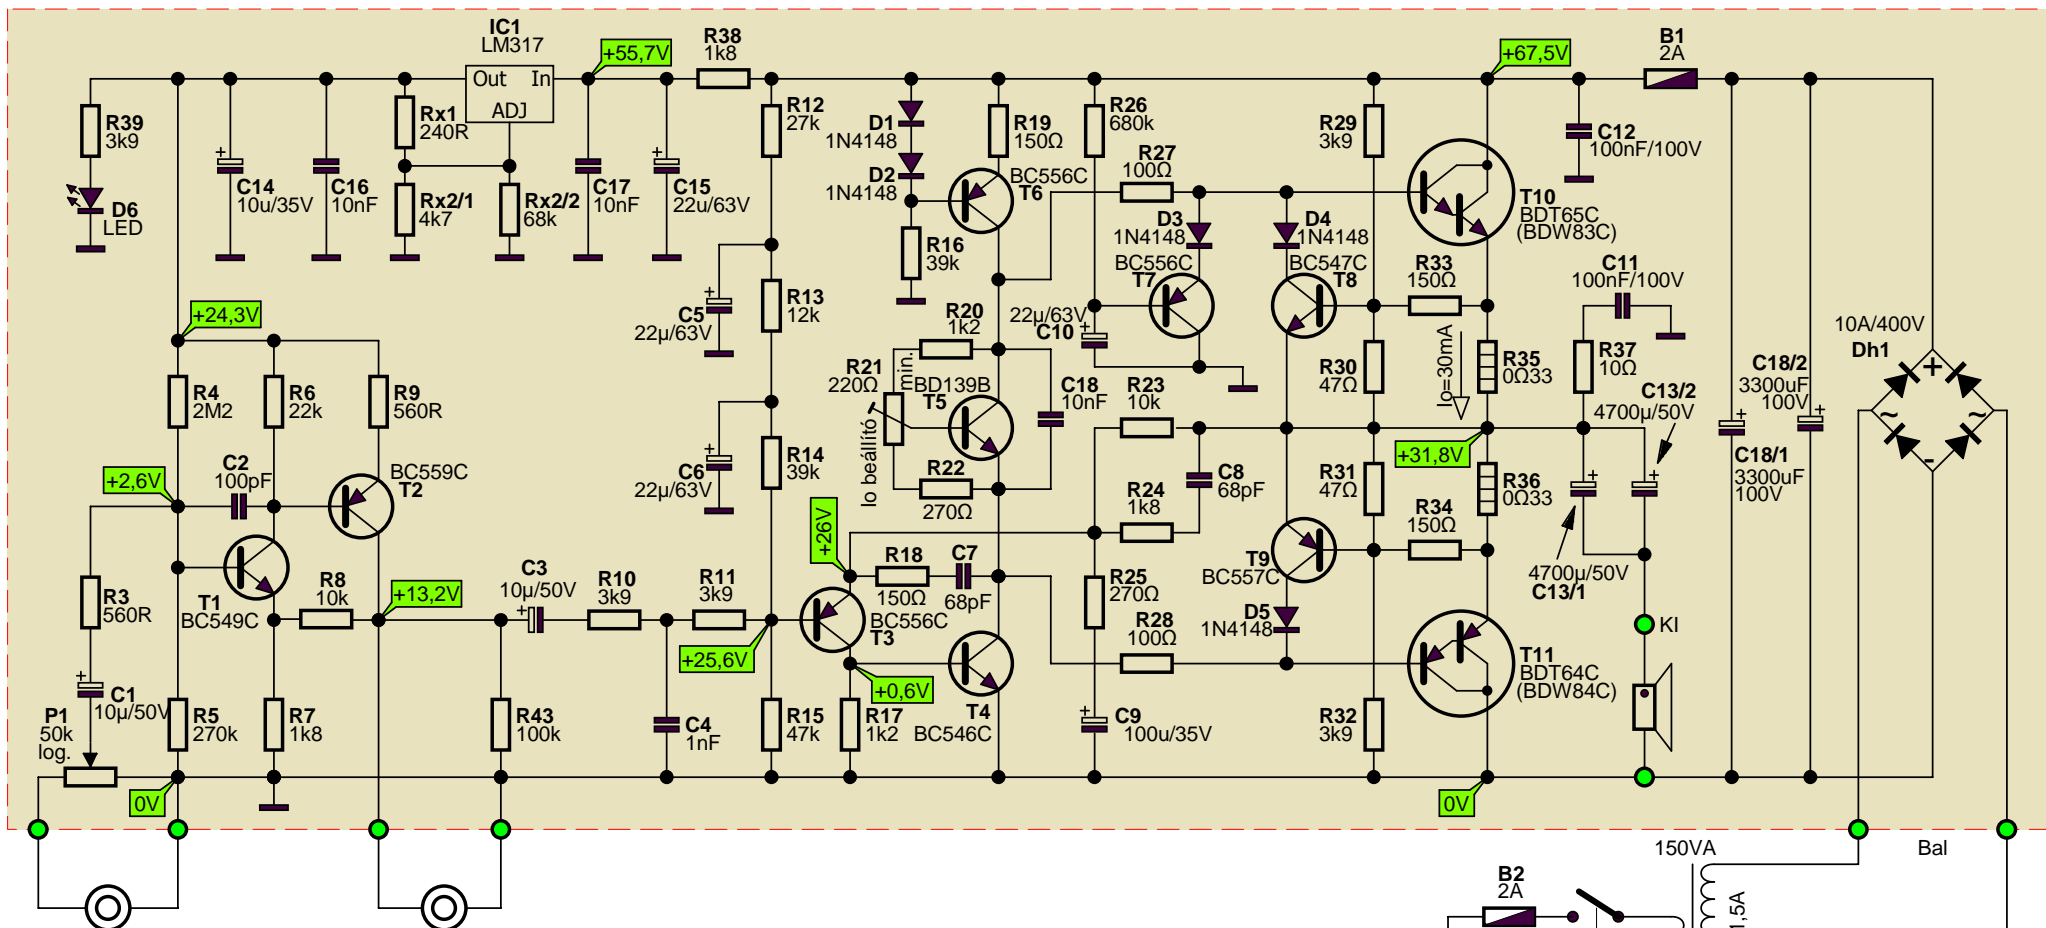 IC1
LM317
Out
In
ADJ
+55,7V
R38
1k8
+67,5V
B1
2A
R39
3k9
D6
LED
C14
10u/35V
C16
10nF
Rx1
240R
Rx2/1
4k7
Rx2/2
68k
C17
10nF
C15
22u/63V
R12
27k
D1
1N4148
D2
1N4148
R19
150Ω
BC556C
T6
R16
39k
R26
680k
R27
100Ω
D3
1N4148
BC556C
T7
D4
1N4148
BC547C
T8
R29
3k9
T10
BDT65C
(BDW83C)
C12
100nF/100V
R33
150Ω
C11
100nF/100V
+24,3V
R4
2M2
R6
22k
R9
560R
C5
22µ/63V
R13
12k
R20
1k2
R21
220Ω
min.
BD139B
T5
Io beállító
R22
270Ω
C18
10nF
22µ/63V
C10
R23
10k
R30
47Ω
Io=30mA
R35
0Ω33
R37
10Ω
C13/2
4700µ/50V
C18/2
3300uF
100V
10A/400V
Dh1
+
~
~
-
+2,6V
C2
100pF
BC559C
T2
C6
22µ/63V
R14
39k
+26V
R24
1k8
C8
68pF
R31
47Ω
+31,8V
R36
0Ω33
R34
150Ω
C18/1
3300uF
100V
4700µ/50V
C13/1
R3
560R
T1
BC549C
R8
10k
+13,2V
C3
10µ/50V
R10
3k9
R11
3k9
+25,6V
BC556C
T3
R18
150Ω
C7
68pF
+0,6V
R25
270Ω
R28
100Ω
T9
BC557C
D5
1N4148
T11
BDT64C
(BDW84C)
KI
C1
10µ/50V
P1
50k
log.
R5
270k
R7
1k8
R43
100k
C4
1nF
R15
47k
R17
1k2
T4
BC546C
C9
100u/35V
R32
3k9
0V
0V
150VA
Bal
B2
2A
1,5A